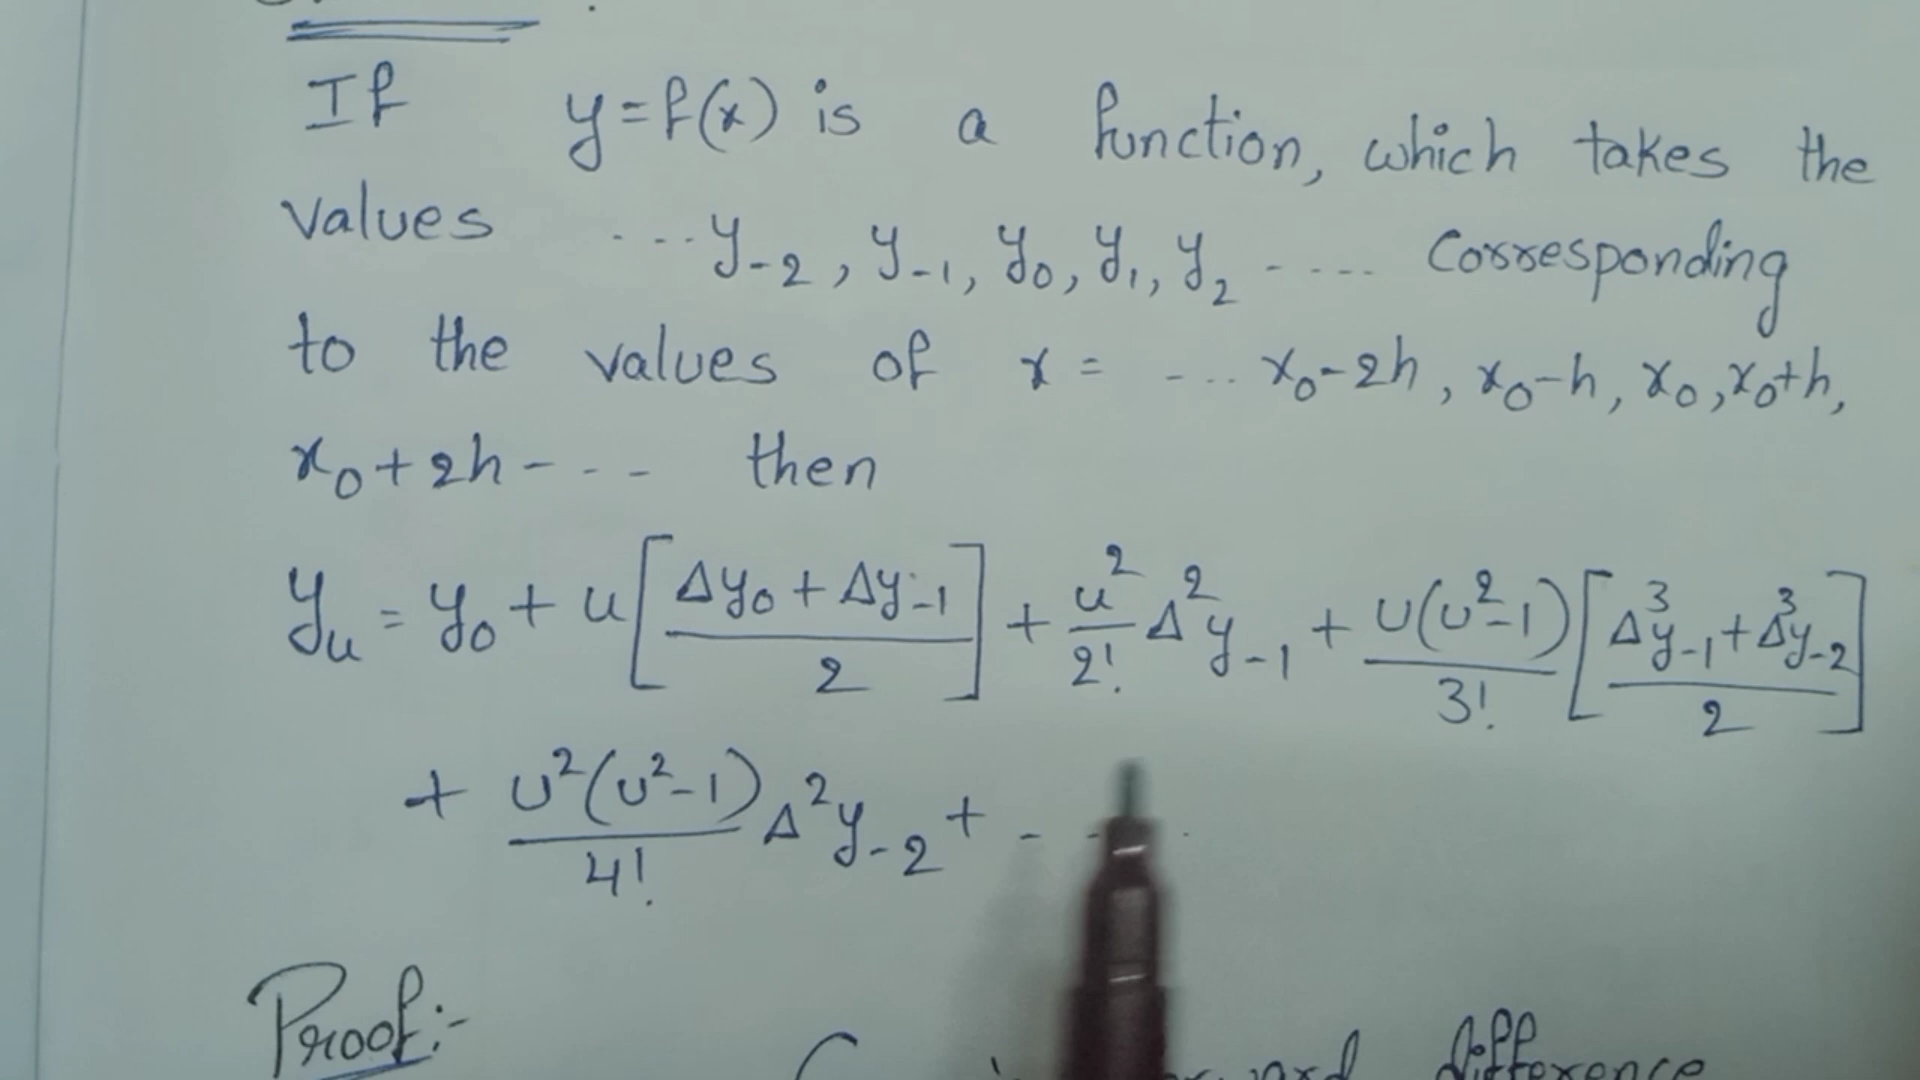 If y=f(x) is a function, which takes the
values ...y₋₂, y₋₁, y₀, y₁, y₂ ..... Corresponding
to the values of x = ... x₀-2h, x₀-h, x₀, x₀+h,
x₀+2h - - - then
yᵤ = y₀ + u[(Δy₀ + Δy₋₁)/2] + u²/2! Δ²y₋₁ + u(u²-1)/3! [(Δ³y₋₁ + Δ³y₋₂)/2]
+ u²(u²-1)/4! Δ²y₋₂ + - - .
Proof:-
difference